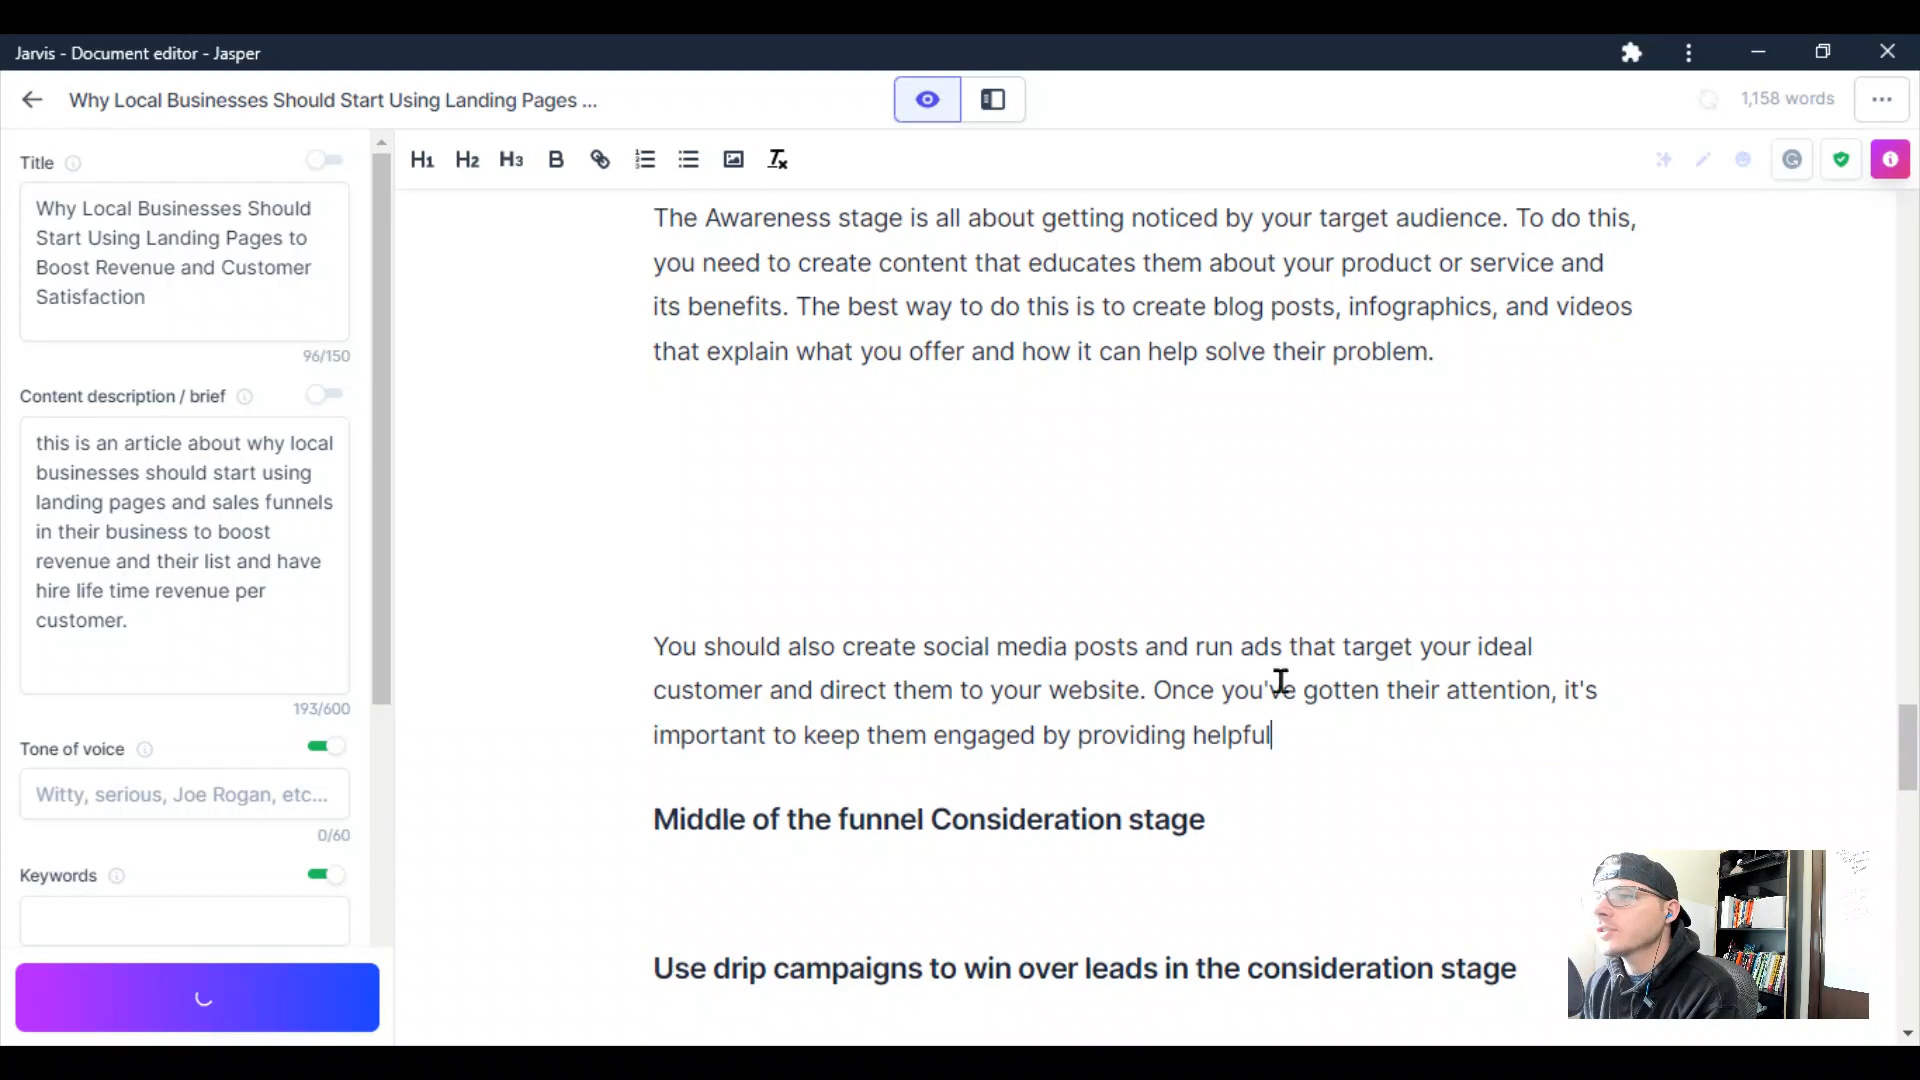 Jarvis - Document editor - Jasper
Why Local Businesses Should Start Using Landing Pages ...
1,158 words
Title
Why Local Businesses Should
Start Using Landing Pages to
Boost Revenue and Customer
Satisfaction
96/150
Content description / brief
this is an article about why local
businesses should start using
landing pages and sales funnels
in their business to boost
revenue and their list and have
hire life time revenue per
customer.
193/600
Tone of voice
Witty, serious, Joe Rogan, etc...
0/60
Keywords
H1 H2 H3 B
The Awareness stage is all about getting noticed by your target audience. To do this,
you need to create content that educates them about your product or service and
its benefits. The best way to do this is to create blog posts, infographics, and videos
that explain what you offer and how it can help solve their problem.
You should also create social media posts and run ads that target your ideal
customer and direct them to your website. Once you've gotten their attention, it's
important to keep them engaged by providing helpful
Middle of the funnel Consideration stage
Use drip campaigns to win over leads in the consideration stage